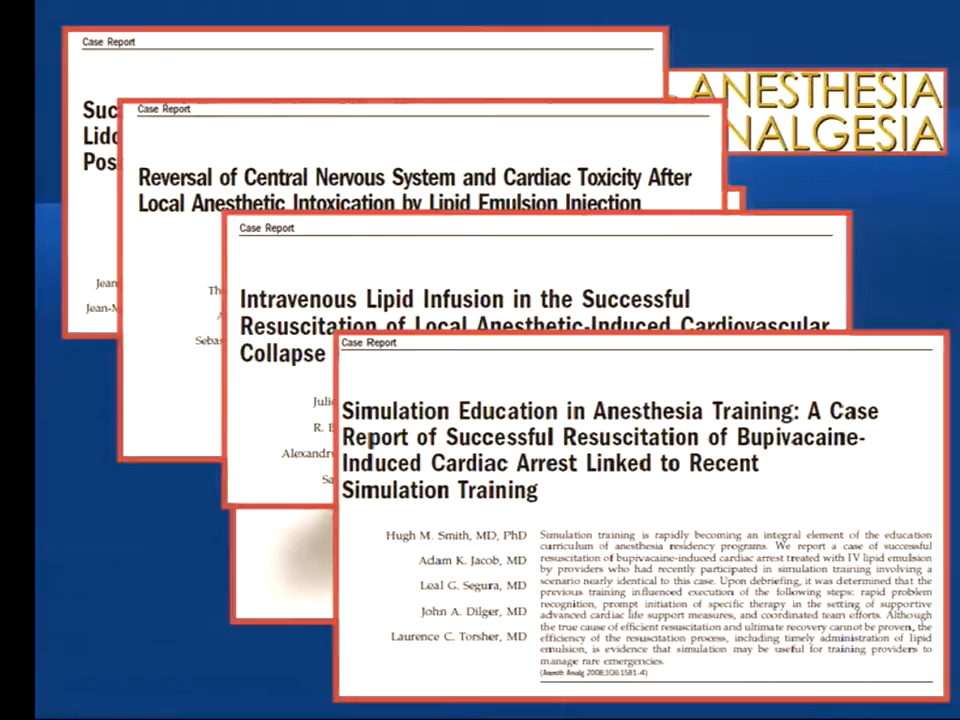 Case Report
ANESTHESIA
NALGESIA
Suc
Lido
Pos
Jean
Jean-M
Case Report
Reversal of Central Nervous System and Cardiac Toxicity After
Local Anesthetic Intoxication by Lipid Emulsion Injection
Th
A
Sebas
Case Report
Intravenous Lipid Infusion in the Successful
Resuscitation of Local Anesthetic-Induced Cardiovascular
Collapse
Julie
R. E
Alexandr
Sa
Case Report
Simulation Education in Anesthesia Training: A Case
Report of Successful Resuscitation of Bupivacaine-
Induced Cardiac Arrest Linked to Recent
Simulation Training
Hugh M. Smith, MD, PhD
Adam K. Jacob, MD
Leal G. Segura, MD
John A. Dilger, MD
Laurence C. Torsher, MD
Simulation training is rapidly becoming an integral element of the education
curriculum of anesthesia residency programs. We report a case of successful
resuscitation of bupivacaine-induced cardiac arrest treated with IV lipid emulsion
by providers who had recently participated in simulation training involving a
scenario nearly identical to this case. Upon debriefing, it was determined that the
previous training influenced execution of the following steps: rapid problem
recognition, prompt initiation of specific therapy in the setting of supportive
advanced cardiac life support measures, and coordinated team efforts. Although
the true cause of efficient resuscitation and ultimate recovery cannot be proven, the
efficiency of the resuscitation process, including timely administration of lipid
emulsion, is evidence that simulation may be useful for training providers to
manage rare emergencies.
(Anesth Analg 2008;106:1581-4)